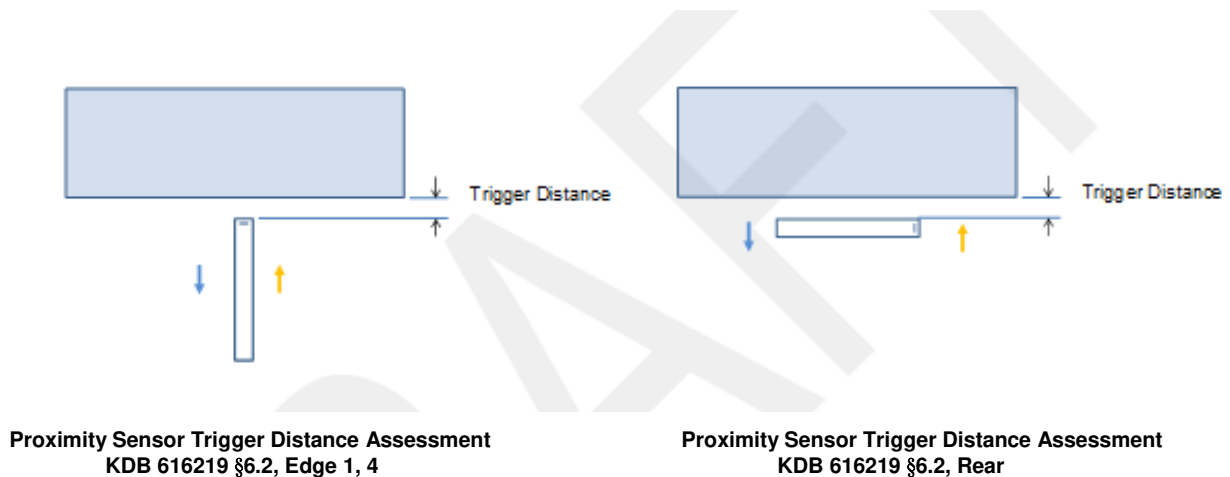 Trigger Distance
Trigger Distance
Proximity Sensor Trigger Distance Assessment
KDB 616219 §6.2, Edge 1, 4
Proximity Sensor Trigger Distance Assessment
KDB 616219 §6.2, Rear